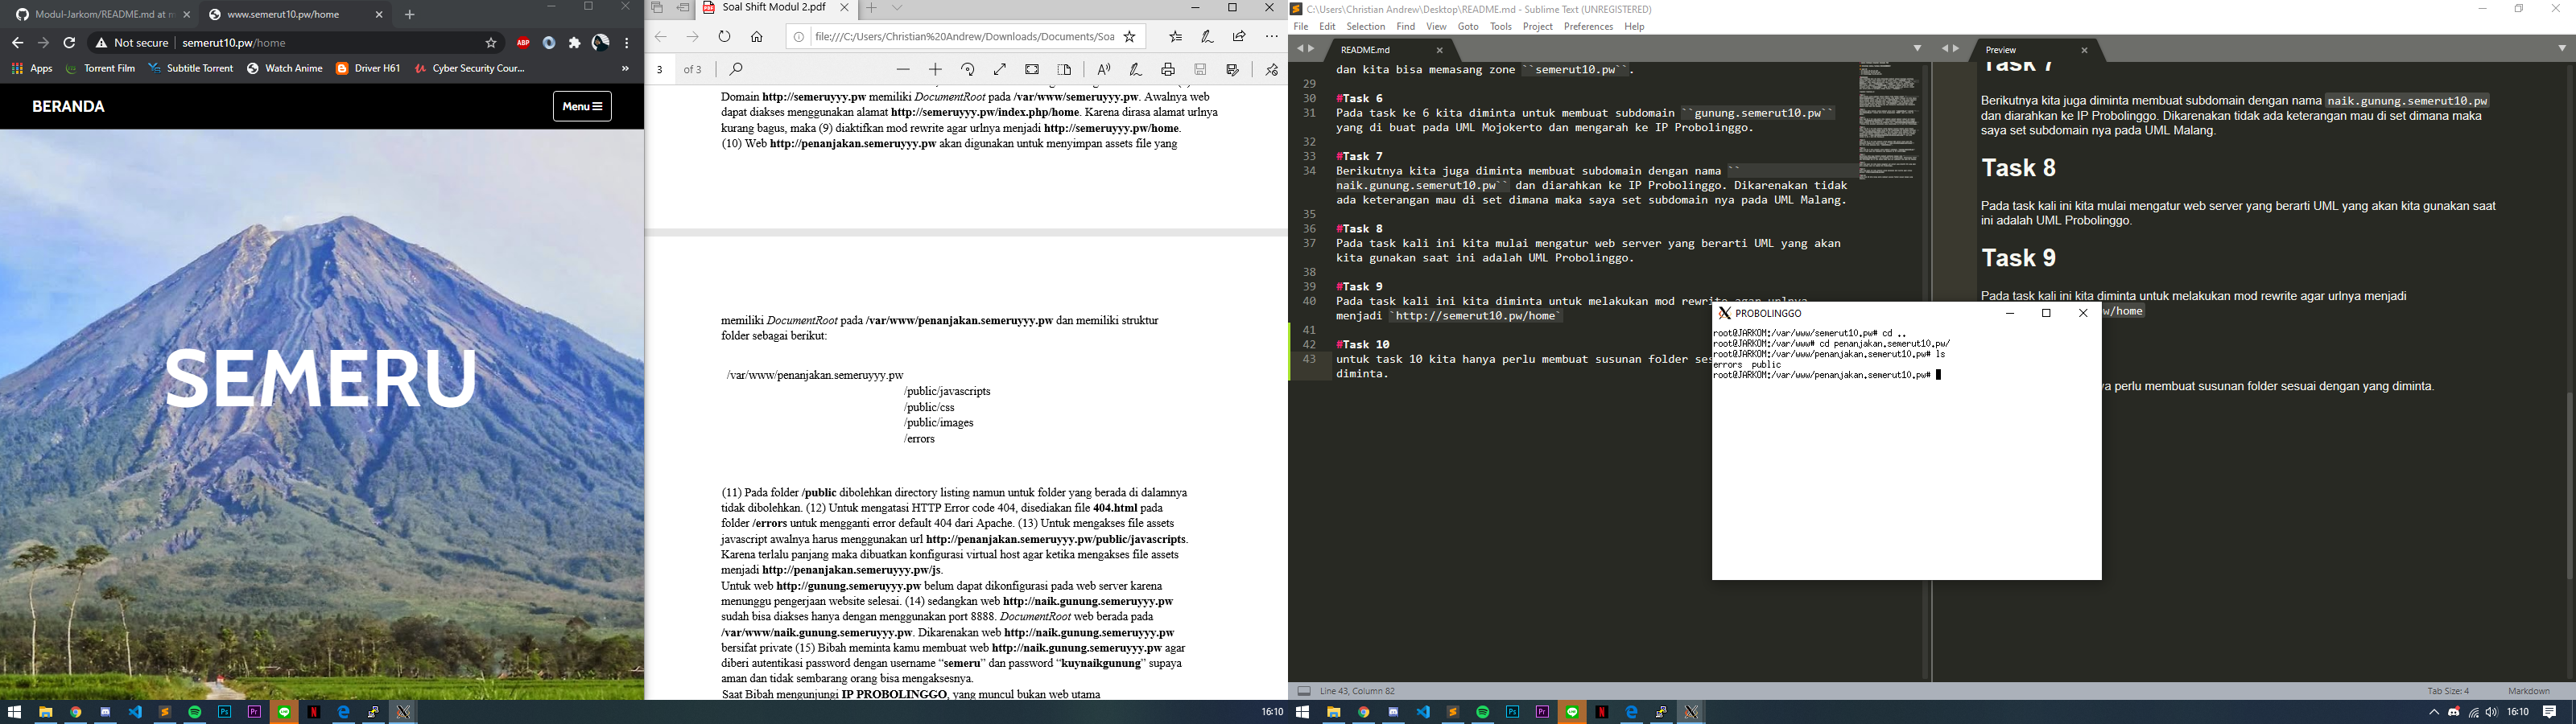 Modul-Jarkom/README.md at m
www.semerut10.pw/home
Not secure
semerut10.pw/home
ABP
Apps
Torrent Film
Subtitle Torrent
Watch Anime
Driver H61
Cyber Security Cour...
»
BERANDA
Menu
SEMERU
Soal Shift Modul 2.pdf
file:///C:/Users/Christian%20Andrew/Downloads/Documents/Soa
3
of 3
Domain http://semeruyyy.pw memiliki DocumentRoot pada /var/www/semeruyyy.pw. Awalnya web
dapat diakses menggunakan alamat http://semeruyyy.pw/index.php/home. Karena dirasa alamat urlnya
kurang bagus, maka (9) diaktifkan mod rewrite agar urlnya menjadi http://semeruyyy.pw/home.
(10) Web http://penanjakan.semeruyyy.pw akan digunakan untuk menyimpan assets file yang
memiliki DocumentRoot pada /var/www/penanjakan.semeruyyy.pw dan memiliki struktur
folder sebagai berikut:
/var/www/penanjakan.semeruyyy.pw
/public/javascripts
/public/css
/public/images
/errors
(11) Pada folder /public dibolehkan directory listing namun untuk folder yang berada di dalamnya
tidak dibolehkan. (12) Untuk mengatasi HTTP Error code 404, disediakan file 404.html pada
folder /errors untuk mengganti error default 404 dari Apache. (13) Untuk mengakses file assets
javascript awalnya harus menggunakan url http://penanjakan.semeruyyy.pw/public/javascripts.
Karena terlalu panjang maka dibuatkan konfigurasi virtual host agar ketika mengakses file assets
menjadi http://penanjakan.semeruyyy.pw/js.
Untuk web http://gunung.semeruyyy.pw belum dapat dikonfigurasi pada web server karena
menunggu pengerjaan website selesai. (14) sedangkan web http://naik.gunung.semeruyyy.pw
sudah bisa diakses hanya dengan menggunakan port 8888. DocumentRoot web berada pada
/var/www/naik.gunung.semeruyyy.pw. Dikarenakan web http://naik.gunung.semeruyyy.pw
bersifat private (15) Bibah meminta kamu membuat web http://naik.gunung.semeruyyy.pw agar
diberi autentikasi password dengan username “semeru” dan password “kuynaikgunung” supaya
aman dan tidak sembarang orang bisa mengaksesnya.
Saat Bibah mengunjungi IP PROBOLINGGO, yang muncul bukan web utama
C:\Users\Christian Andrew\Desktop\README.md - Sublime Text (UNREGISTERED)
File Edit Selection Find View Goto Tools Project Preferences Help
README.md
dan kita bisa memasang zone ``semerut10.pw``.
29
30 #Task 6
31 Pada task ke 6 kita diminta untuk membuat subdomain ``gunung.semerut10.pw``
yang di buat pada UML Mojokerto dan mengarah ke IP Probolinggo.
32
33 #Task 7
34 Berikutnya kita juga diminta membuat subdomain dengan nama ``
naik.gunung.semerut10.pw`` dan diarahkan ke IP Probolinggo. Dikarenakan tidak
ada keterangan mau di set dimana maka saya set subdomain nya pada UML Malang.
35
36 #Task 8
37 Pada task kali ini kita mulai mengatur web server yang berarti UML yang akan
kita gunakan saat ini adalah UML Probolinggo.
38
39 #Task 9
40 Pada task kali ini kita diminta untuk melakukan mod rewrite agar urlnya
menjadi `http://semerut10.pw/home`
41
42 #Task 10
43 untuk task 10 kita hanya perlu membuat susunan folder ses
diminta.
Preview
Task 7
Berikutnya kita juga diminta membuat subdomain dengan nama naik.gunung.semerut10.pw
dan diarahkan ke IP Probolinggo. Dikarenakan tidak ada keterangan mau di set dimana maka
saya set subdomain nya pada UML Malang.
Task 8
Pada task kali ini kita mulai mengatur web server yang berarti UML yang akan kita gunakan saat
ini adalah UML Probolinggo.
Task 9
Pada task kali ini kita diminta untuk melakukan mod rewrite agar urlnya menjadi
w/home
ya perlu membuat susunan folder sesuai dengan yang diminta.
PROBOLINGGO
root@JARKOM:/var/www/semerut10.pw# cd ..
root@JARKOM:/var/www# cd penanjakan.semerut10.pw/
root@JARKOM:/var/www/penanjakan.semerut10.pw# ls
errors public
root@JARKOM:/var/www/penanjakan.semerut10.pw#
Line 43, Column 82
Tab Size: 4
Markdown
16:10
16:10